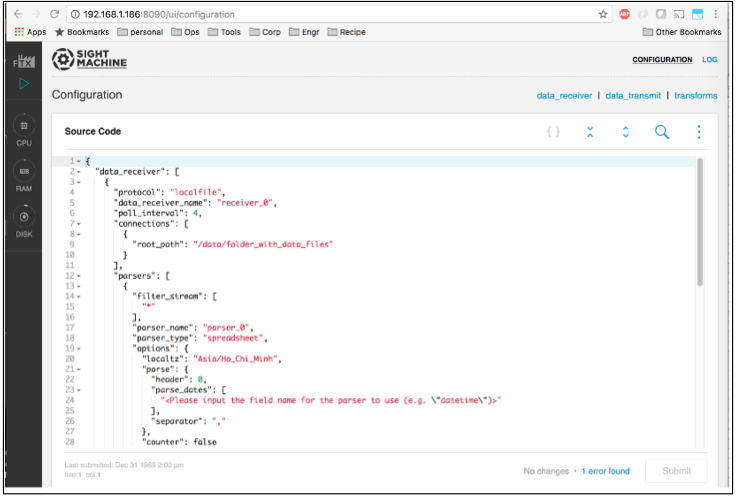 192.168.1.186:8090/ui/configuration
Apps Bookmarks personal Ops Tools Corp Engr Recipe Other Bookmarks
FTX
SIGHT
MACHINE
CONFIGURATION LOG
Configuration
data_receiver | data_transmit | transforms
CPU
RAM
DISK
Source Code
{ }
1 {
2 "data_receiver": [
3 {
4 "protocol": "localfile",
5 "data_receiver_name": "receiver_0",
6 "poll_interval": 4,
7 "connections": [
8 {
9 "root_path": "/data/folder_with_data_files"
10 }
11 ],
12 "parsers": [
13 {
14 "filter_stream": [
15 "*"
16 ],
17 "parser_name": "parser_0",
18 "parser_type": "spreadsheet",
19 "options": {
20 "localtz": "Asia/Ho_Chi_Minh",
21 "parse": {
22 "header": 0,
23 "parse_dates": [
24 "<Please input the field name for the parser to use (e.g. \"datetime\")>"
25 ],
26 "separator": ","
27 },
28 "counter": false
Last submitted: Dec 31 1969 2:00 pm
line:1 col:1
No changes • 1 error found
Submit